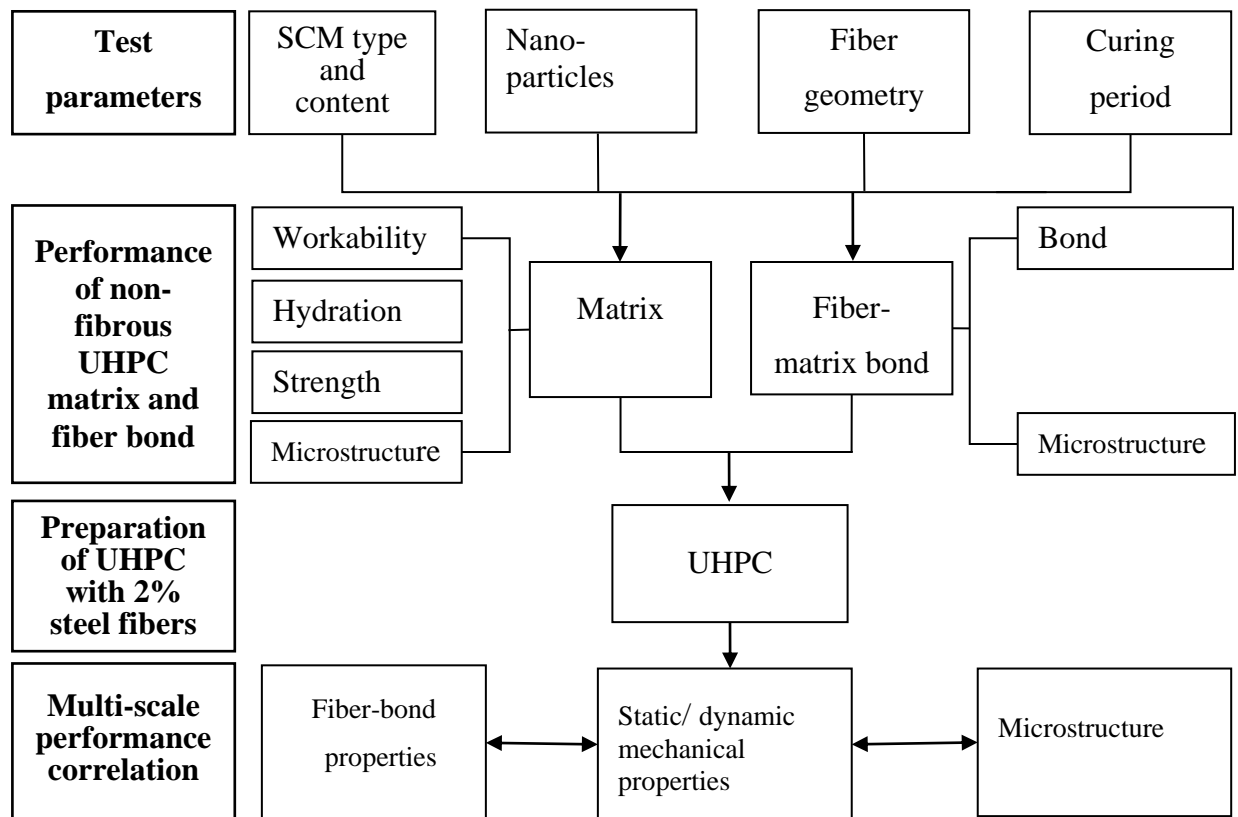 Test
parameters
SCM type
and
content
Nano-
particles
Fiber
geometry
Curing
period
Performance
of non-
fibrous
UHPC
matrix and
fiber bond
Workability
Hydration
Strength
Microstructure
Matrix
Fiber-
matrix bond
Bond
Microstructure
Preparation
of UHPC
with 2%
steel fibers
UHPC
Multi-scale
performance
correlation
Fiber-bond
properties
Static/ dynamic
mechanical
properties
Microstructure